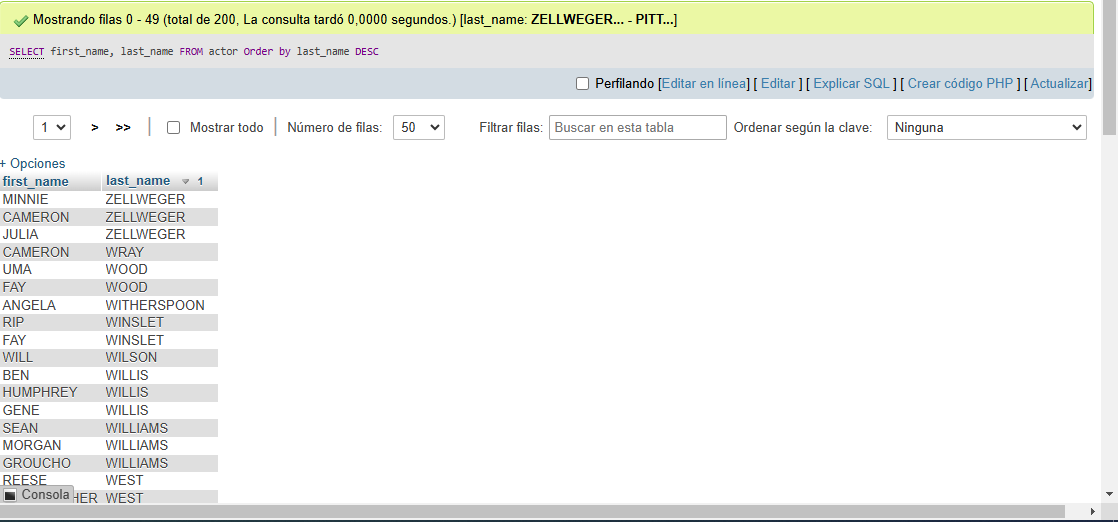 Mostrando filas 0 - 49 (total de 200, La consulta tardó 0,0000 segundos.) [last_name: ZELLWEGER... - PITT...]
SELECT first_name, last_name FROM actor Order by last_name DESC
Perfilando [Editar en línea] [ Editar ] [ Explicar SQL ] [ Crear código PHP ] [ Actualizar]
1 > >> | Mostrar todo | Número de filas: 50 Filtrar filas: Buscar en esta tabla Ordenar según la clave: Ninguna
+ Opciones
first_name last_name 1
MINNIE ZELLWEGER
CAMERON ZELLWEGER
JULIA ZELLWEGER
CAMERON WRAY
UMA WOOD
FAY WOOD
ANGELA WITHERSPOON
RIP WINSLET
FAY WINSLET
WILL WILSON
BEN WILLIS
HUMPHREY WILLIS
GENE WILLIS
SEAN WILLIAMS
MORGAN WILLIAMS
GROUCHO WILLIAMS
REESE WEST
Consola HER WEST